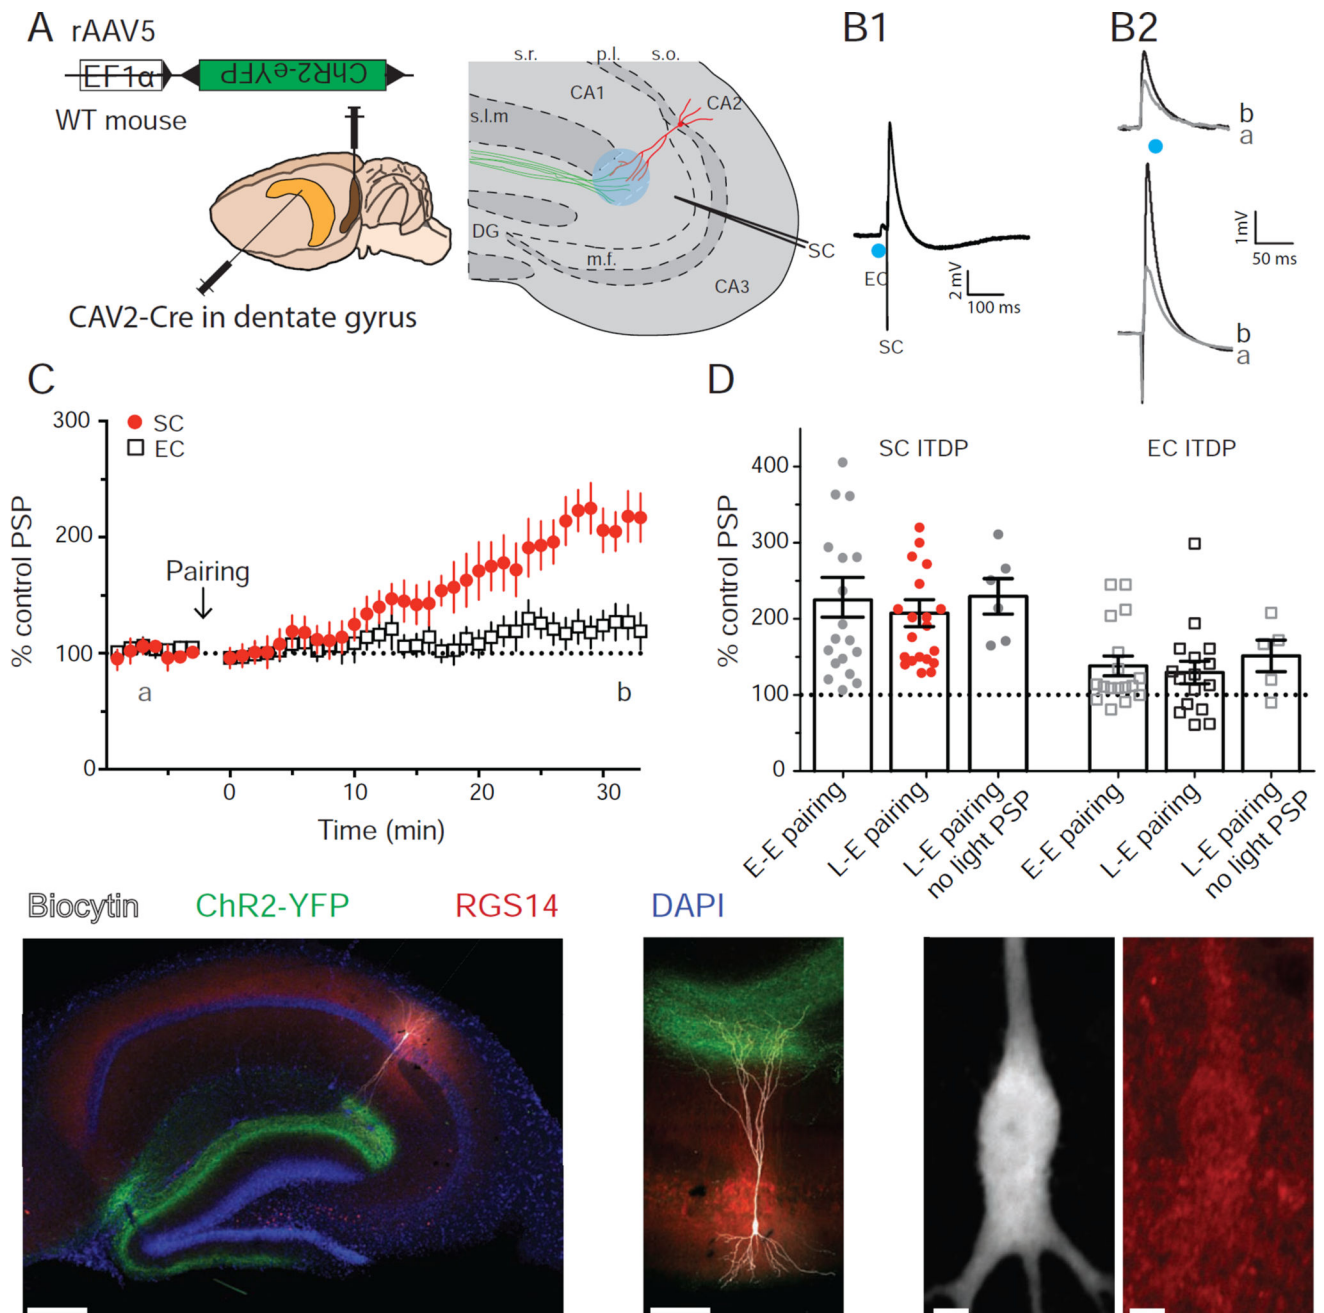 A rAAV5
EF1α ChR2-eYFP
WT mouse
CAV2-Cre in dentate gyrus
s.r. p.l. s.o.
CA1 CA2
s.l.m
DG
m.f.
SC
CA3
B1
EC
SC
2 mV
100 ms
B2
b
a
b
a
1mV
50 ms
C
% control PSP
300
200
100
0
SC
EC
Pairing
a
b
0 10 20 30
Time (min)
D
% control PSP
400
300
200
100
0
SC ITDP EC ITDP
E-E pairing
L-E pairing
L-E pairing
no light PSP
E-E pairing
L-E pairing
L-E pairing
no light PSP
Biocytin ChR2-YFP RGS14 DAPI